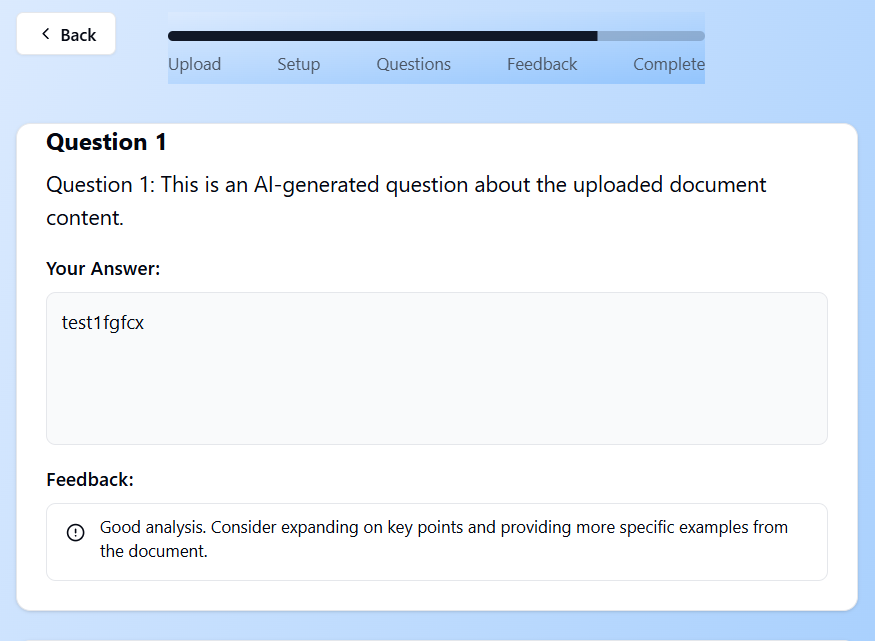 Back
Upload Setup Questions Feedback Complete
Question 1
Question 1: This is an AI-generated question about the uploaded document
content.
Your Answer:
test1fgfcx
Feedback:
Good analysis. Consider expanding on key points and providing more specific examples from
the document.